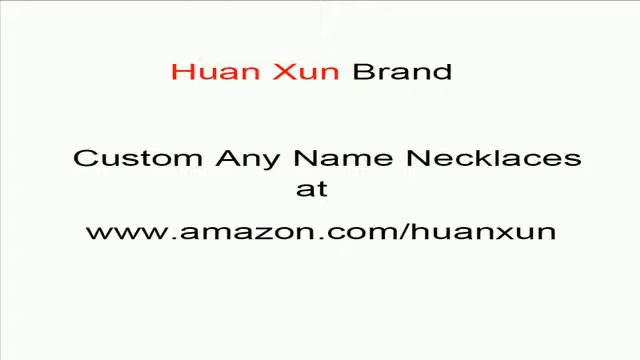 Huan Xun Brand
Custom Any Name Necklaces
at
www.amazon.com/huanxun